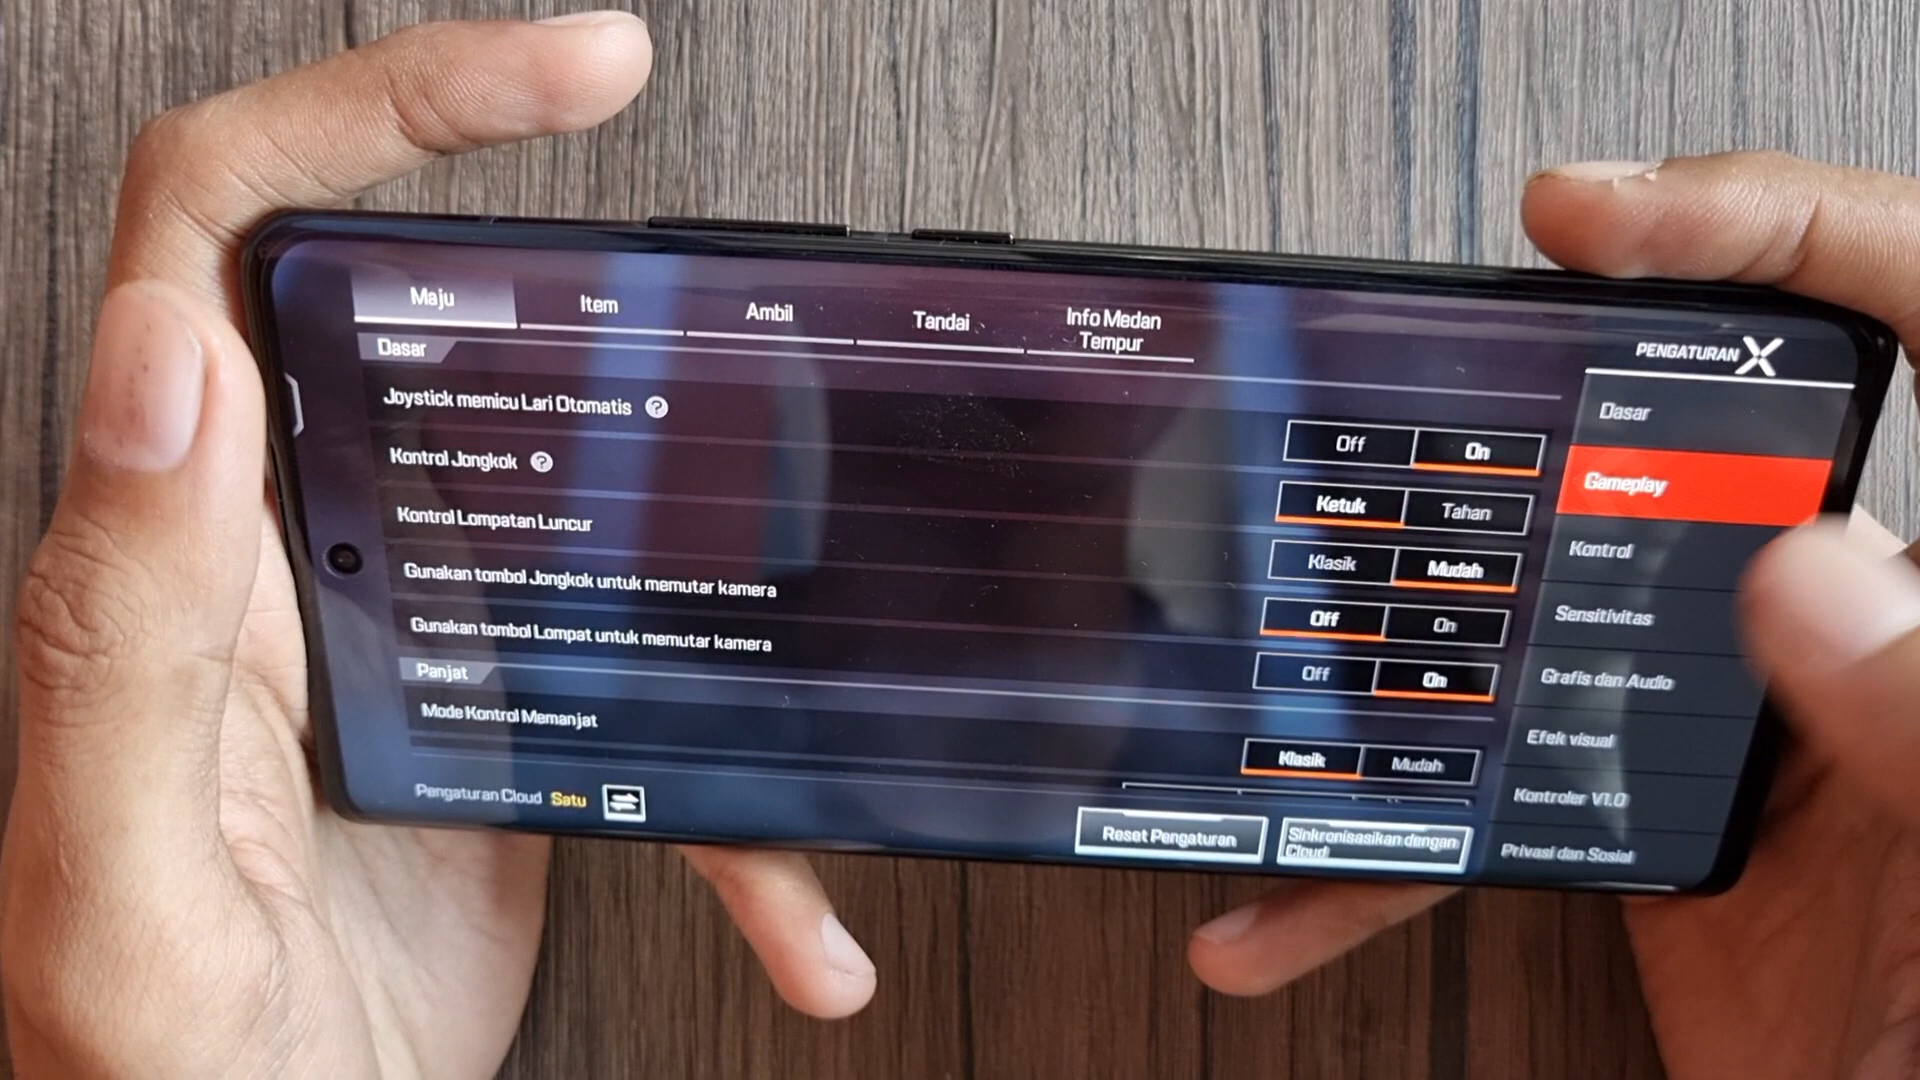 Maju
Item
Ambil
Tandai
Info Medan
Tempur
PENGATURAN
Dasar
Joystick memicu Lari Otomatis ?
Off On
Kontrol Jongkok ?
Ketuk Tahan
Kontrol Lompatan Luncur
Klasik Mudah
Gunakan tombol Jongkok untuk memutar kamera
Off On
Gunakan tombol Lompat untuk memutar kamera
Off On
Panjat
Mode Kontrol Memanjat
Klasik Mudah
Pengaturan Cloud Satu
Reset Pengaturan
Sinkronisasikan dengan
Cloud
Dasar
Gameplay
Kontrol
Sensitivitas
Grafis dan Audio
Efek visual
Kontroler V1.0
Privasi dan Sosial